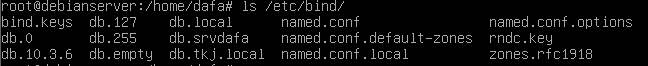 root@debianserver:/home/dafa# ls /etc/bind/
bind.keys db.127 db.local named.conf named.conf.options
db.0 db.255 db.srvdafa named.conf.default-zones rndc.key
db.10.3.6 db.empty db.tkj.local named.conf.local zones.rfc1918